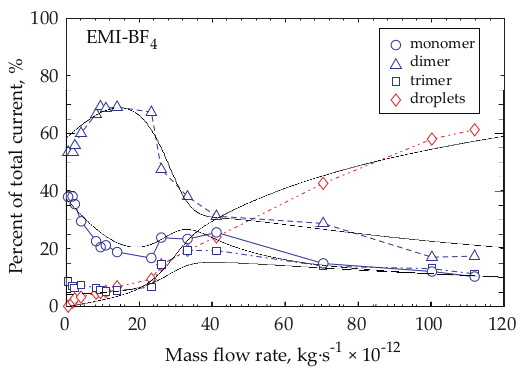 EMI-BF4
monomer
dimer
trimer
droplets
Percent of total current, %
100
80
60
40
20
0
0 20 40 60 80 100 120
Mass flow rate, kg·s-1 × 10-12